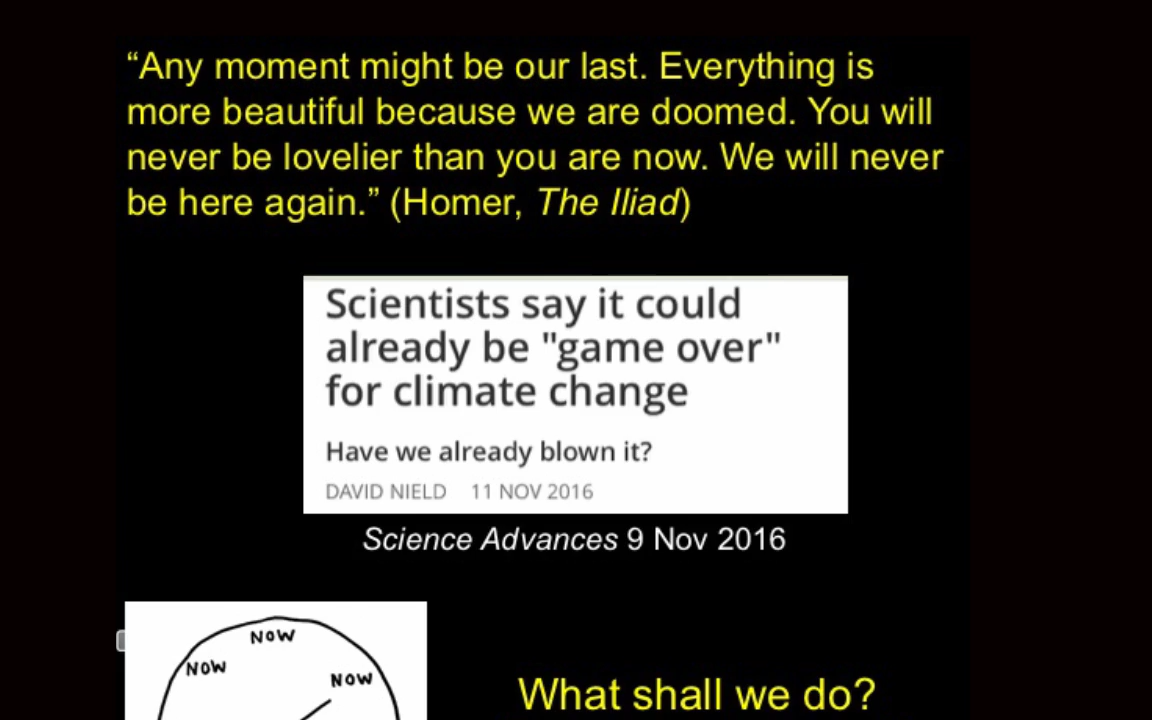 “Any moment might be our last. Everything is
more beautiful because we are doomed. You will
never be lovelier than you are now. We will never
be here again.” (Homer, The Iliad)
Scientists say it could
already be "game over"
for climate change
Have we already blown it?
DAVID NIELD 11 NOV 2016
Science Advances 9 Nov 2016
NOW
NOW
NOW
What shall we do?